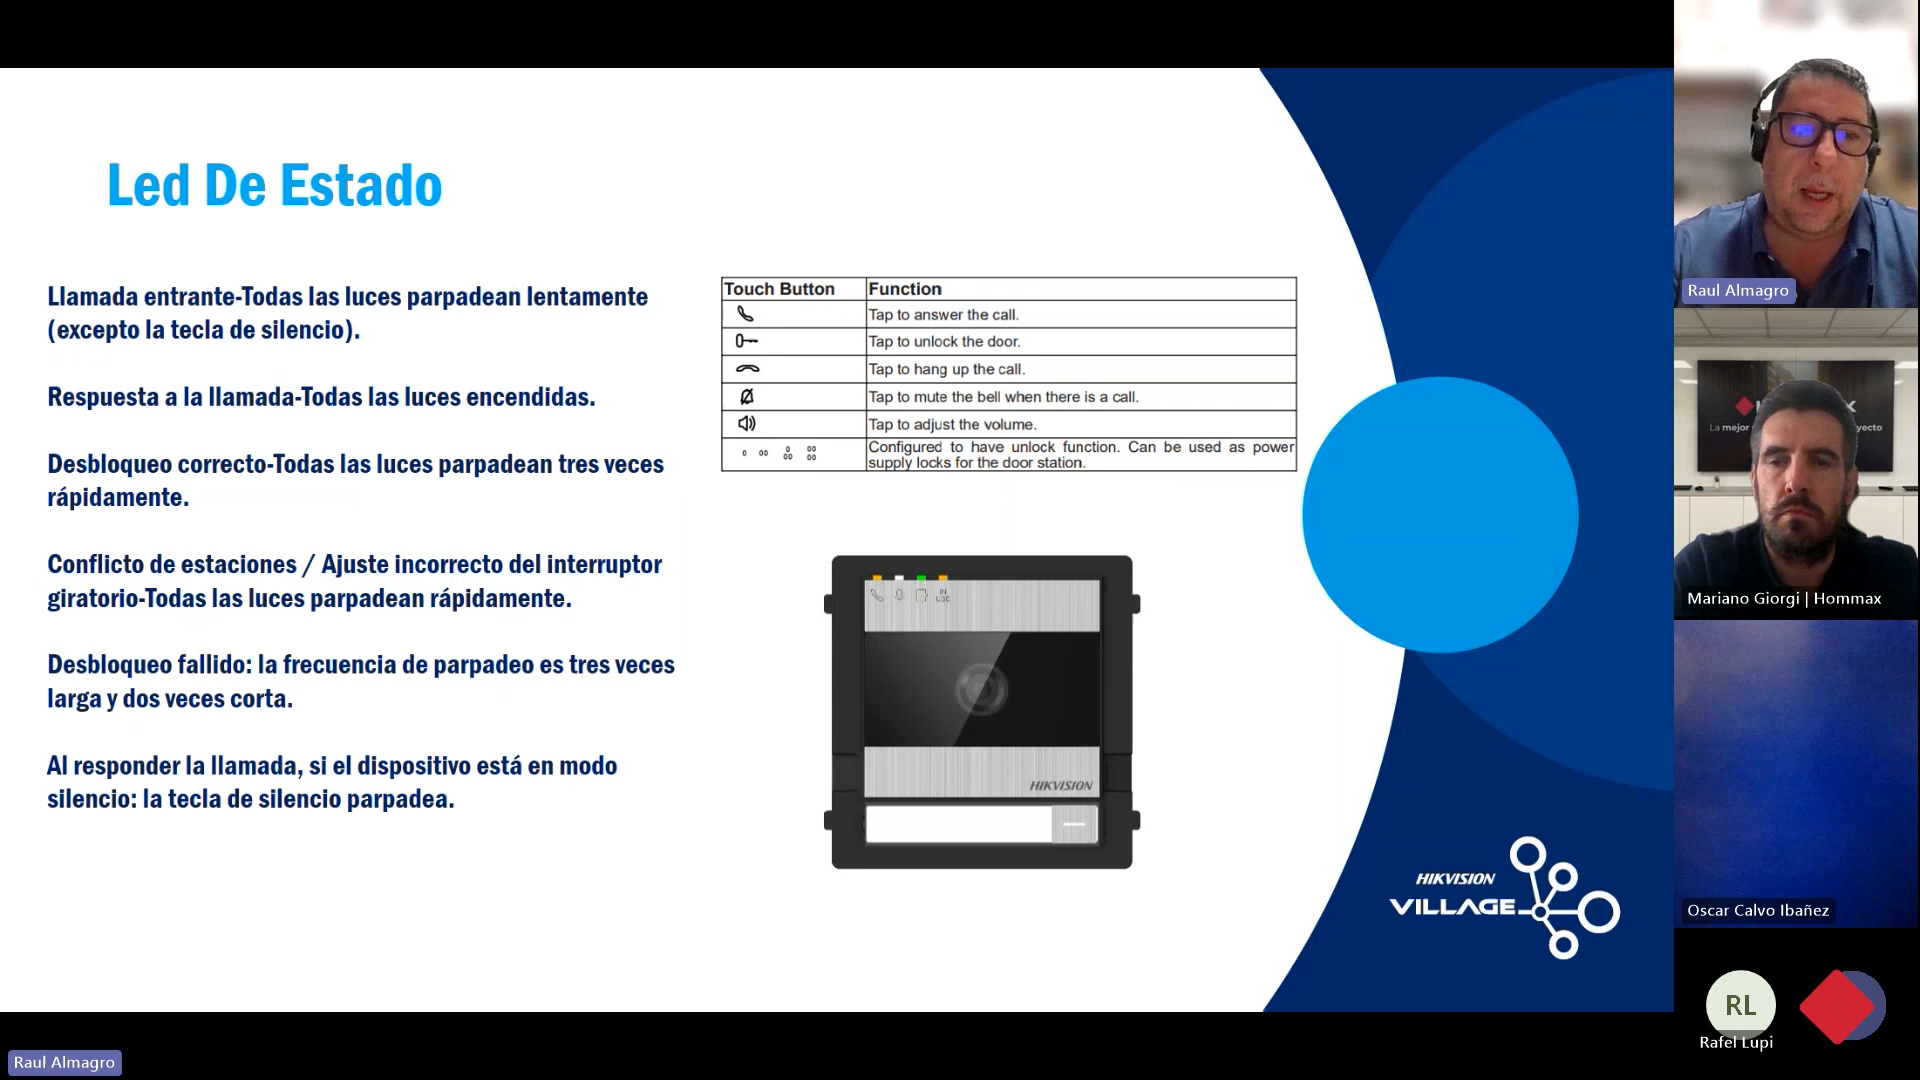 Led De Estado
Llamada entrante-Todas las luces parpadean lentamente
(excepto la tecla de silencio).
Respuesta a la llamada-Todas las luces encendidas.
Desbloqueo correcto-Todas las luces parpadean tres veces
rápidamente.
Conflicto de estaciones / Ajuste incorrecto del interruptor
giratorio-Todas las luces parpadean rápidamente.
Desbloqueo fallido: la frecuencia de parpadeo es tres veces
larga y dos veces corta.
Al responder la llamada, si el dispositivo está en modo
silencio: la tecla de silencio parpadea.
Touch Button Function
Tap to answer the call.
Tap to unlock the door.
Tap to hang up the call.
Tap to mute the bell when there is a call.
Tap to adjust the volume.
Configured to have unlock function. Can be used as power
supply locks for the door station.
IN
USE
HIKVISION
HIKVISION
VILLAGE
Raul Almagro
La mejor
Mariano Giorgi | Hommax
Oscar Calvo Ibañez
RL
Rafel Lupi
Raul Almagro